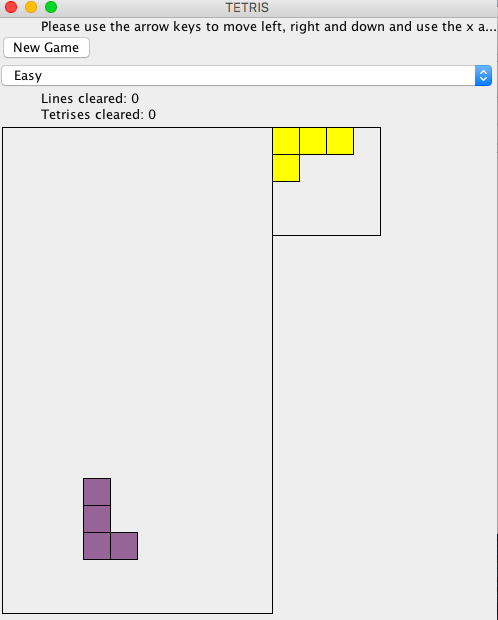 TETRIS
Please use the arrow keys to move left, right and down and use the x a...
New Game
Easy
Lines cleared: 0
Tetrises cleared: 0